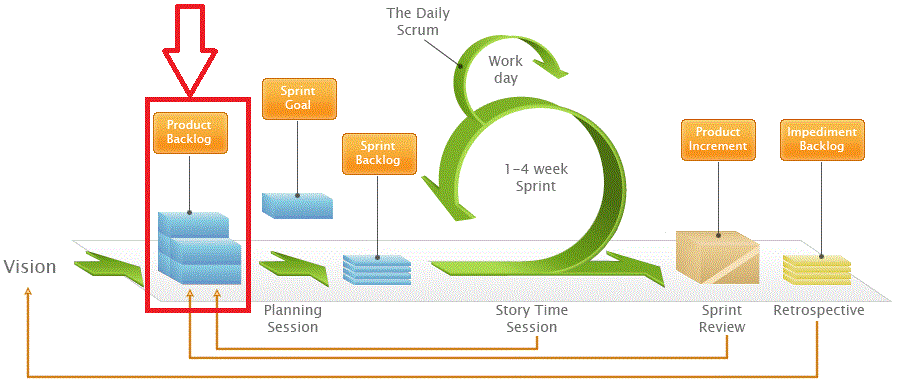 The Daily
Scrum
Work
day
Sprint
Goal
Product
Backlog
Sprint
Backlog
1-4 week
Sprint
Product
Increment
Impediment
Backlog
Vision
Planning
Session
Story Time
Session
Sprint
Review
Retrospective